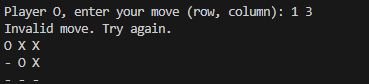 Player O, enter your move (row, column): 1 3
Invalid move. Try again.
O X X
- O X
- - -